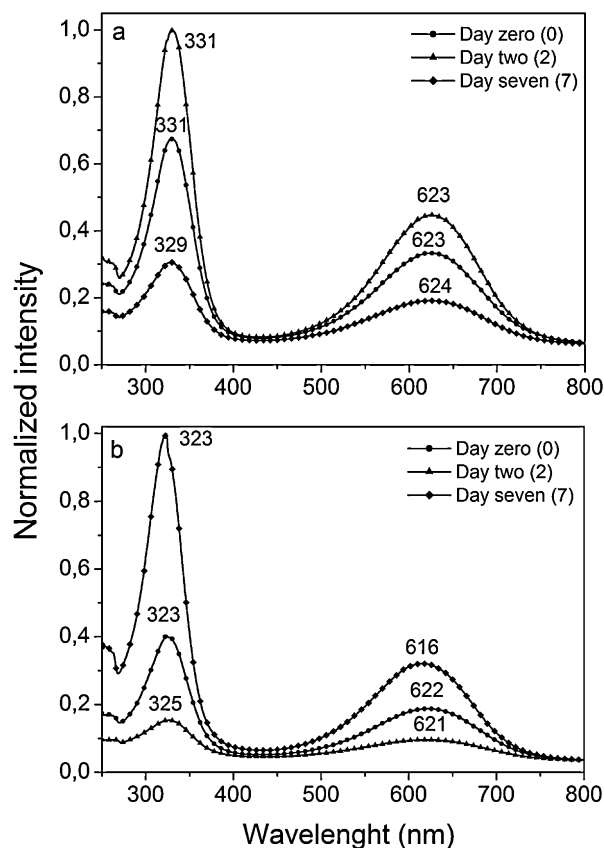 a
Day zero (0)
Day two (2)
Day seven (7)
331
331
329
623
623
624
1,0
0,8
0,6
0,4
0,2
0,0
300 400 500 600 700 800
Normalized intensity
b
Day zero (0)
Day two (2)
Day seven (7)
323
323
325
616
622
621
1,0
0,8
0,6
0,4
0,2
0,0
300 400 500 600 700 800
Wavelenght (nm)